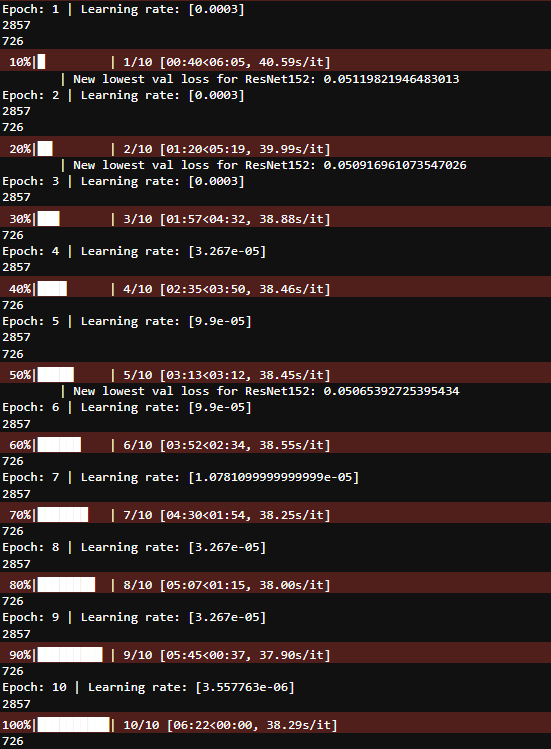 Epoch: 1 | Learning rate: [0.0003]
2857
726
10%|█         | 1/10 [00:40<06:05, 40.59s/it]
| New lowest val loss for ResNet152: 0.05119821946483013
Epoch: 2 | Learning rate: [0.0003]
2857
726
20%|██        | 2/10 [01:20<05:19, 39.99s/it]
| New lowest val loss for ResNet152: 0.050916961073547026
Epoch: 3 | Learning rate: [0.0003]
2857
30%|███       | 3/10 [01:57<04:32, 38.88s/it]
726
Epoch: 4 | Learning rate: [3.267e-05]
2857
40%|████      | 4/10 [02:35<03:50, 38.46s/it]
726
Epoch: 5 | Learning rate: [9.9e-05]
2857
726
50%|█████     | 5/10 [03:13<03:12, 38.45s/it]
| New lowest val loss for ResNet152: 0.05065392725395434
Epoch: 6 | Learning rate: [9.9e-05]
2857
60%|██████    | 6/10 [03:52<02:34, 38.55s/it]
726
Epoch: 7 | Learning rate: [1.0781099999999999e-05]
2857
70%|███████   | 7/10 [04:30<01:54, 38.25s/it]
726
Epoch: 8 | Learning rate: [3.267e-05]
2857
80%|████████  | 8/10 [05:07<01:15, 38.00s/it]
726
Epoch: 9 | Learning rate: [3.267e-05]
2857
90%|█████████ | 9/10 [05:45<00:37, 37.90s/it]
726
Epoch: 10 | Learning rate: [3.557763e-06]
2857
100%|██████████| 10/10 [06:22<00:00, 38.29s/it]
726